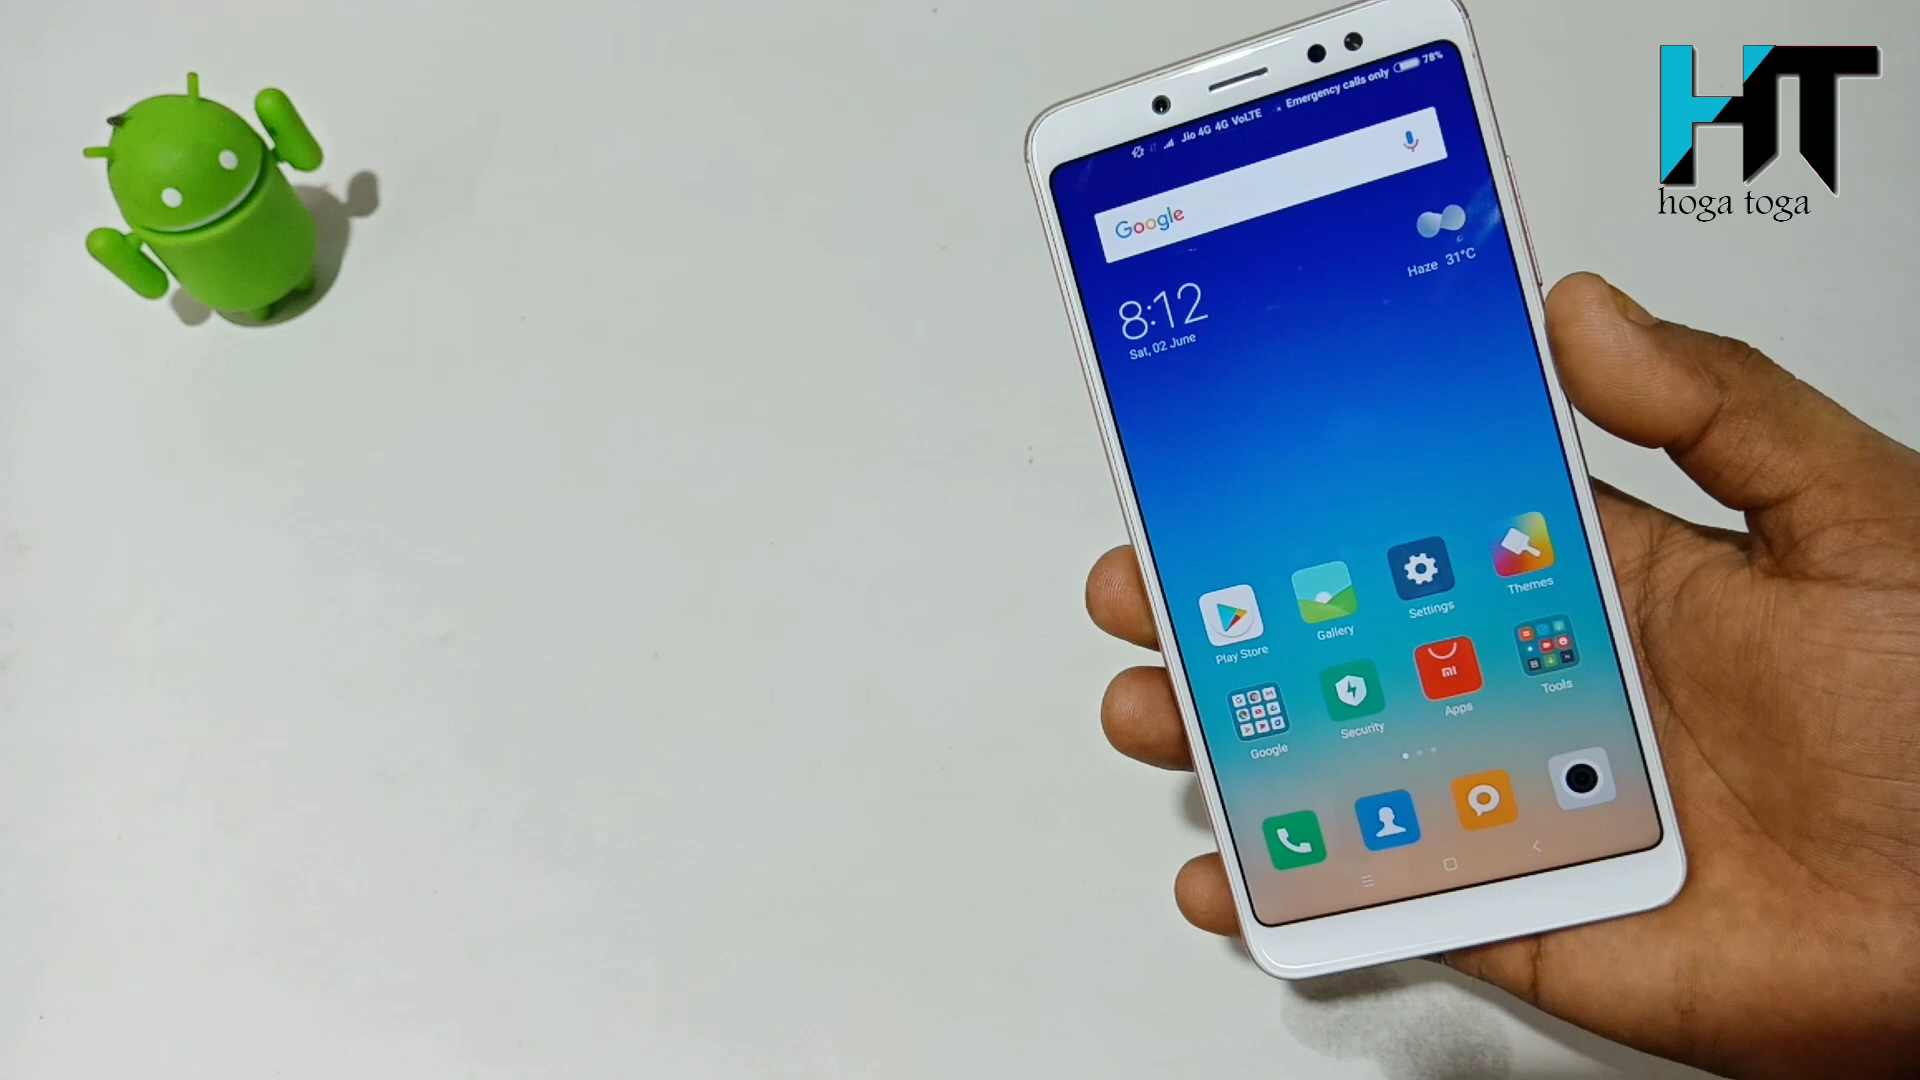 HT
hoga toga
Jio 4G 4G VoLTE
Emergency calls only
78%
Google
Haze 31°C
8:12
Sat, 02 June
Play Store
Gallery
Settings
Themes
Google
Security
mi
Apps
Tools